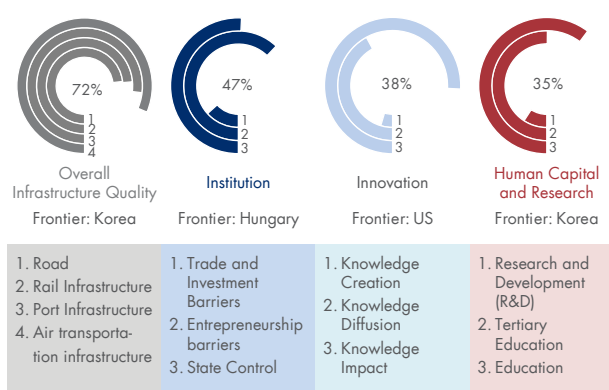 72%
1
2
3
4
Overall
Infrastructure Quality
Frontier: Korea
47%
1
2
3
Institution
Frontier: Hungary
38%
1
2
3
Innovation
Frontier: US
35%
1
2
3
Human Capital
and Research
Frontier: Korea
1. Road
2. Rail Infrastructure
3. Port Infrastructure
4. Air transporta-
tion infrastructure
1. Trade and
Investment
Barriers
2. Entrepreneurship
barriers
3. State Control
1. Knowledge
Creation
2. Knowledge
Diffusion
3. Knowledge
Impact
1. Research and
Development
(R&D)
2. Tertiary
Education
3. Education